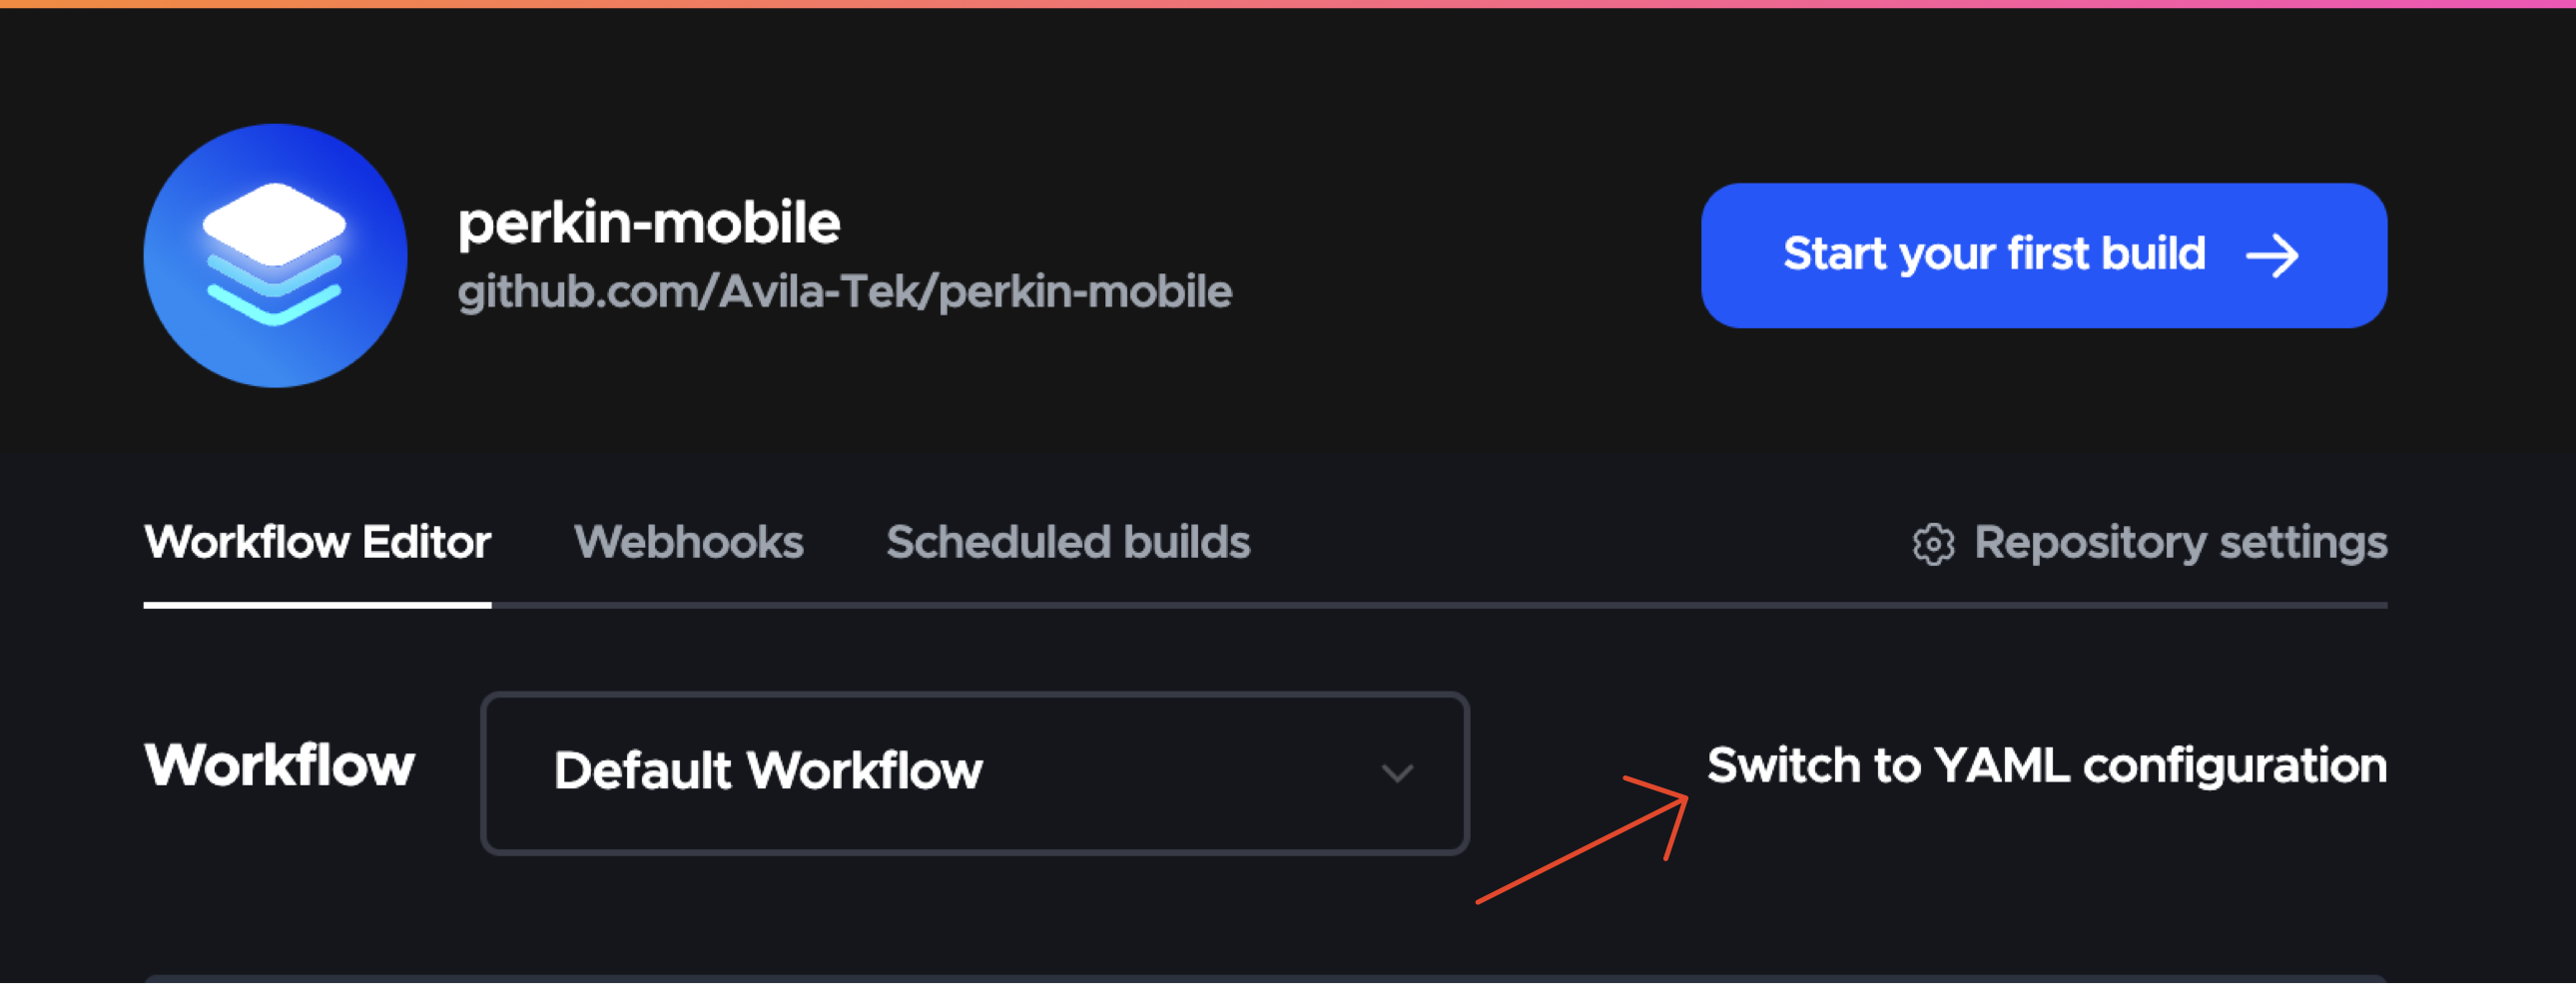 perkin-mobile
github.com/Avila-Tek/perkin-mobile
Start your first build
Workflow Editor
Webhooks
Scheduled builds
Repository settings
Workflow
Default Workflow
Switch to YAML configuration